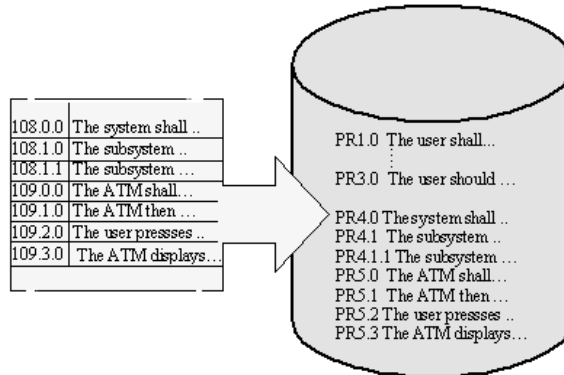 108.0.0 The system shall ..
108.1.0 The subsystem ..
108.1.1 The subsystem ...
109.0.0 The ATM shall...
109.1.0 The ATM then ...
109.2.0 The user pressses ..
109.3.0 The ATM displays...
PR1.0 The user shall...
PR3.0 The user should ...
PR4.0 The system shall ..
PR4.1 The subsystem ..
PR4.1.1 The subsystem ...
PR5.0 The ATM shall...
PR5.1 The ATM then ...
PR5.2 The user pressses ..
PR5.3 The ATM displays...